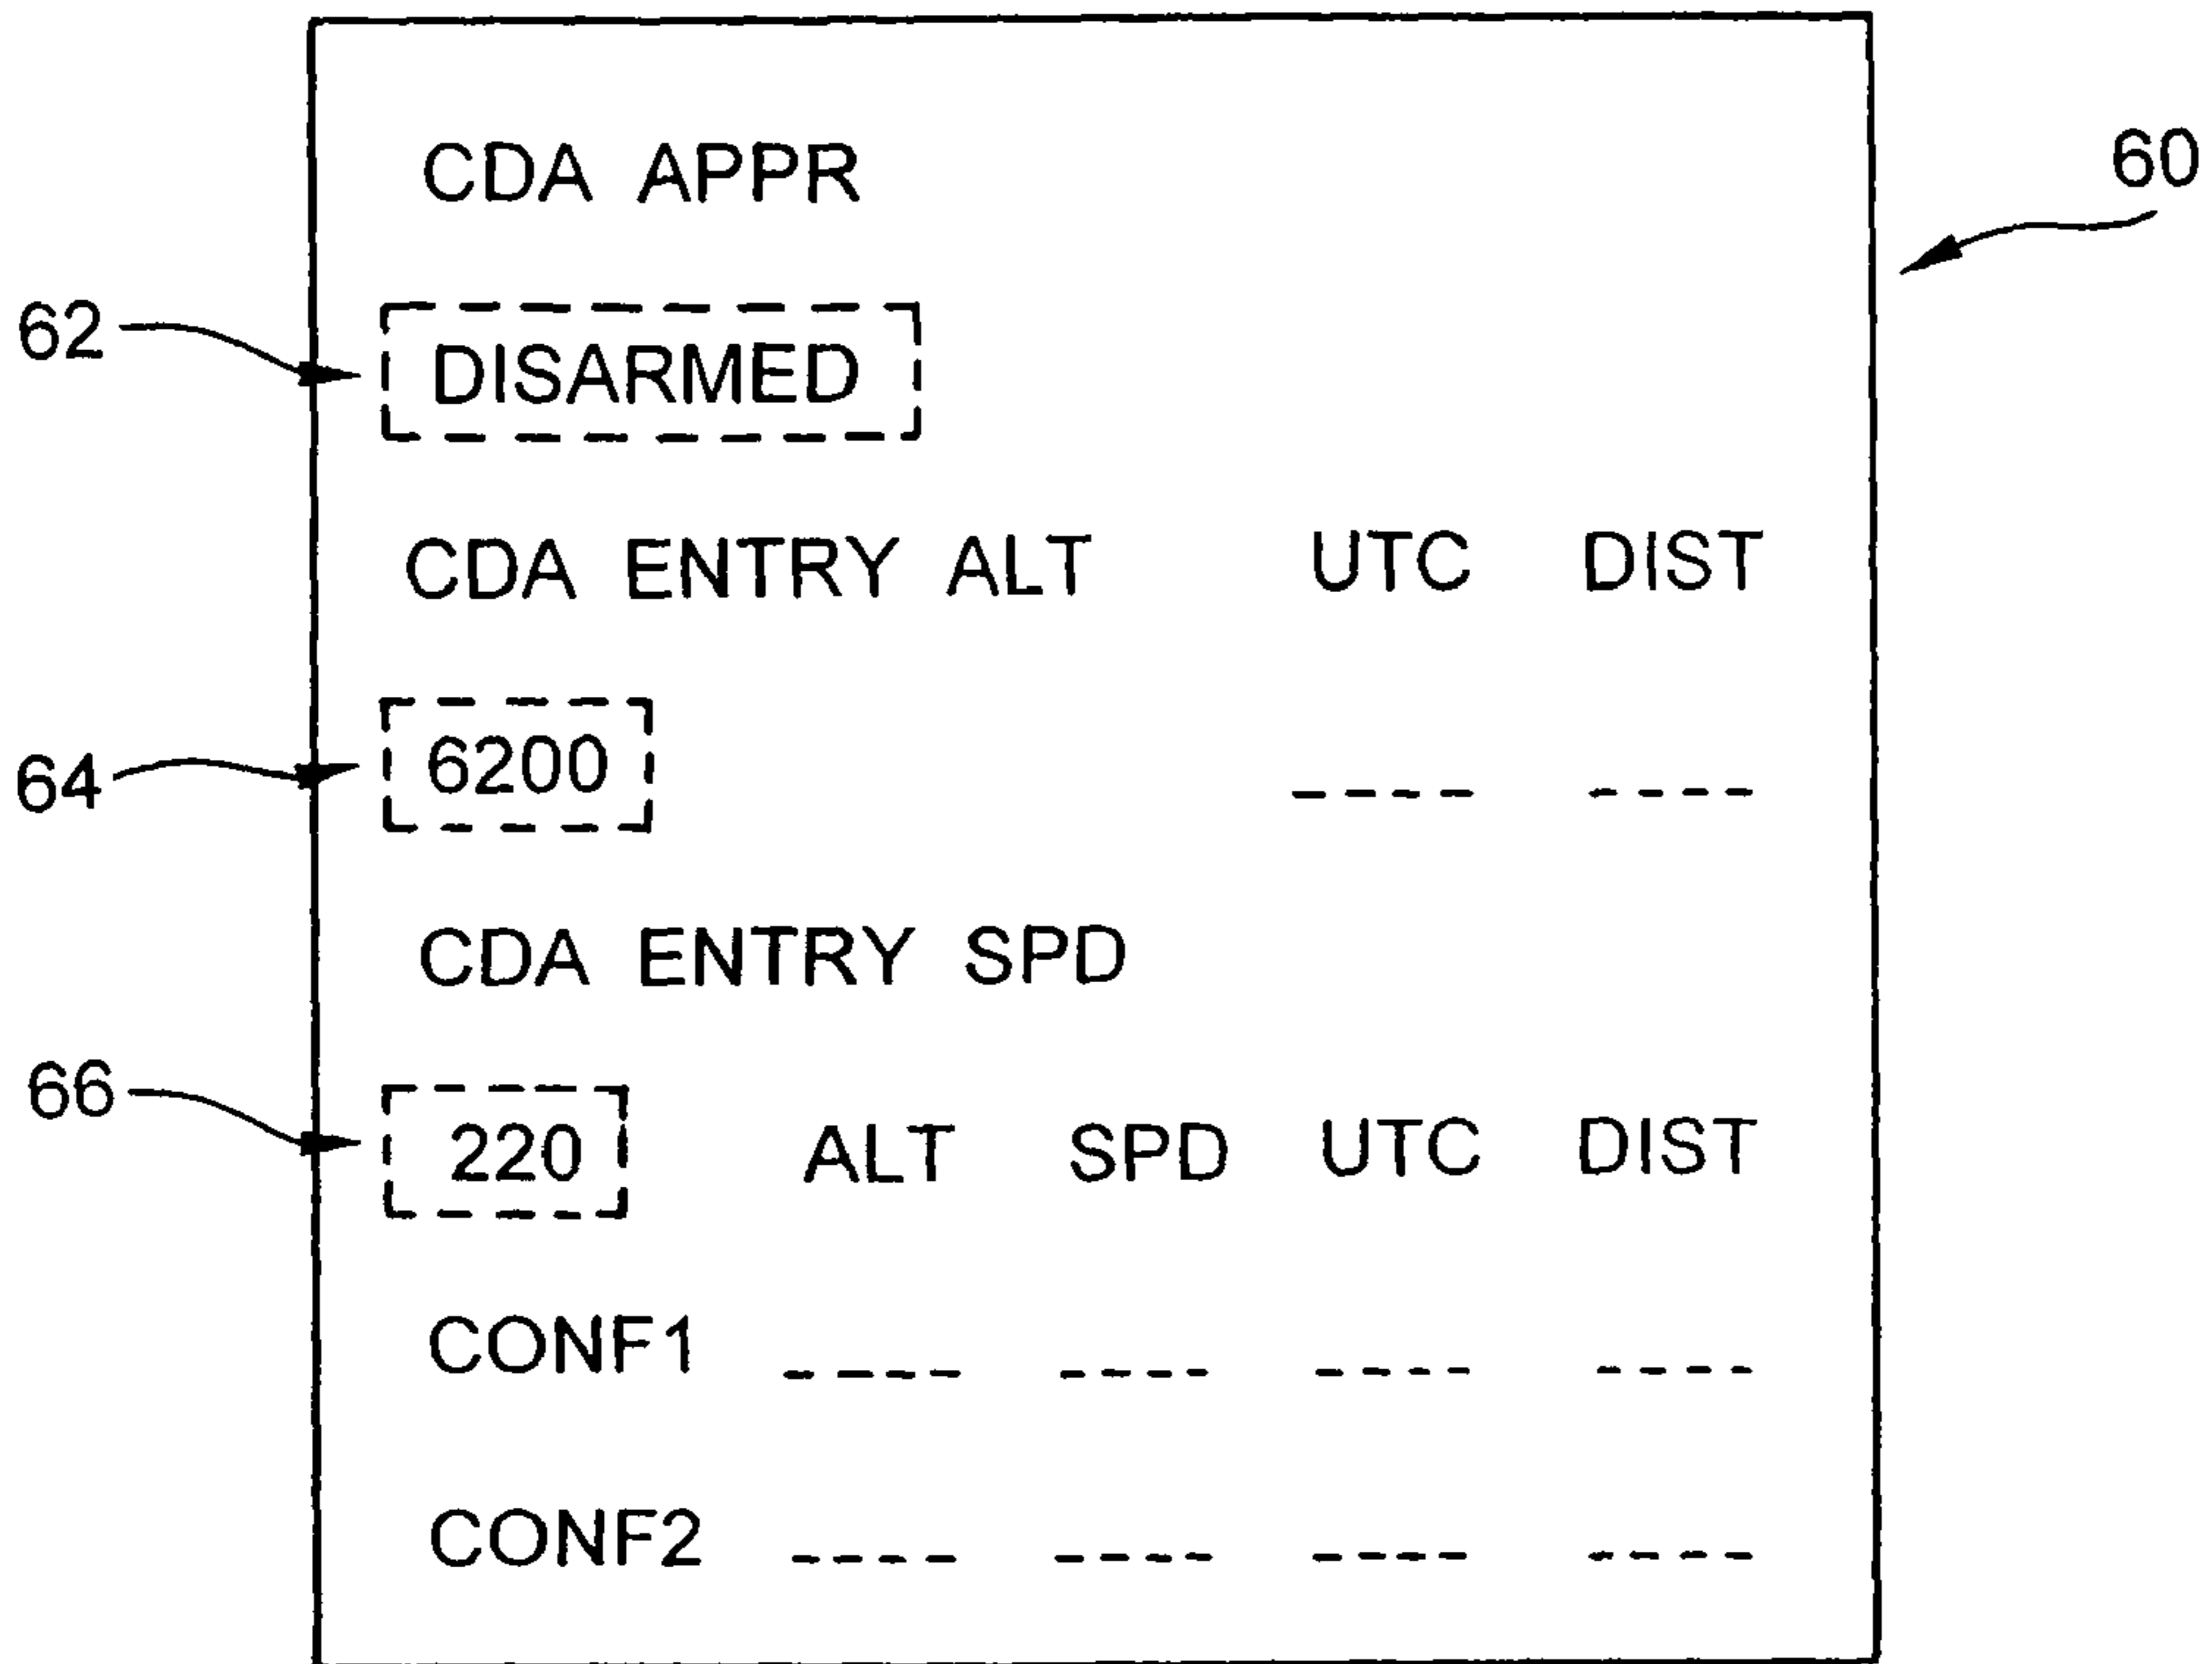 CDA APPR
60
62
DISARMED
CDA ENTRY ALT UTC DIST
64
6200 ---- ----
CDA ENTRY SPD
66
220 ALT SPD UTC DIST
CONF1 ---- ---- ---- ----
CONF2 ---- ---- ---- ----